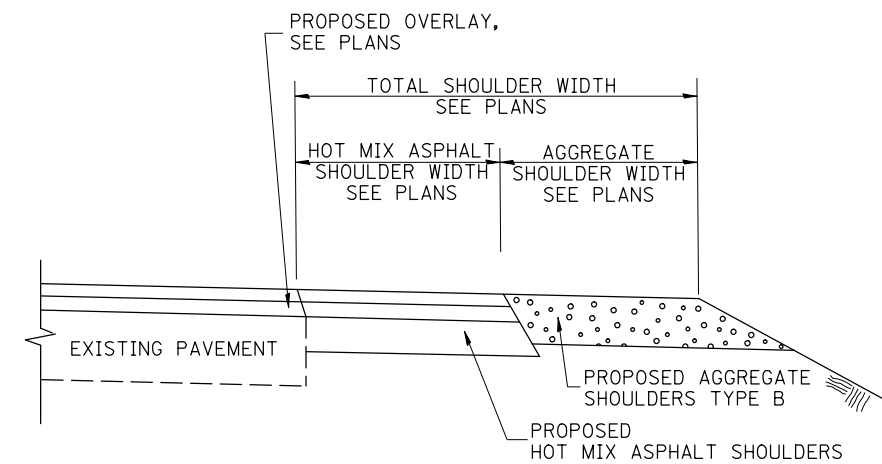 PROPOSED OVERLAY,
SEE PLANS
TOTAL SHOULDER WIDTH
SEE PLANS
HOT MIX ASPHALT
SHOULDER WIDTH
SEE PLANS
AGGREGATE
SHOULDER WIDTH
SEE PLANS
EXISTING PAVEMENT
PROPOSED AGGREGATE
SHOULDERS TYPE B
PROPOSED
HOT MIX ASPHALT SHOULDERS